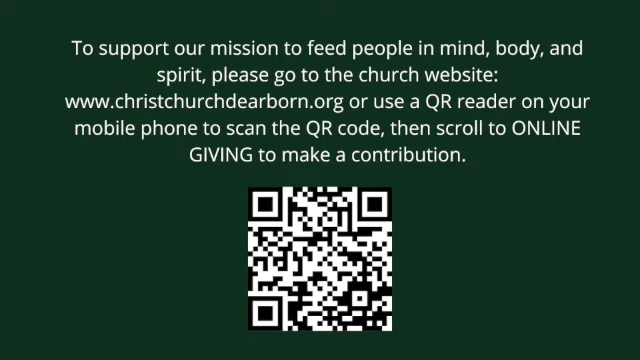 To support our mission to feed people in mind, body, and
spirit, please go to the church website:
www.christchurchdearborn.org or use a QR reader on your
mobile phone to scan the QR code, then scroll to ONLINE
GIVING to make a contribution.